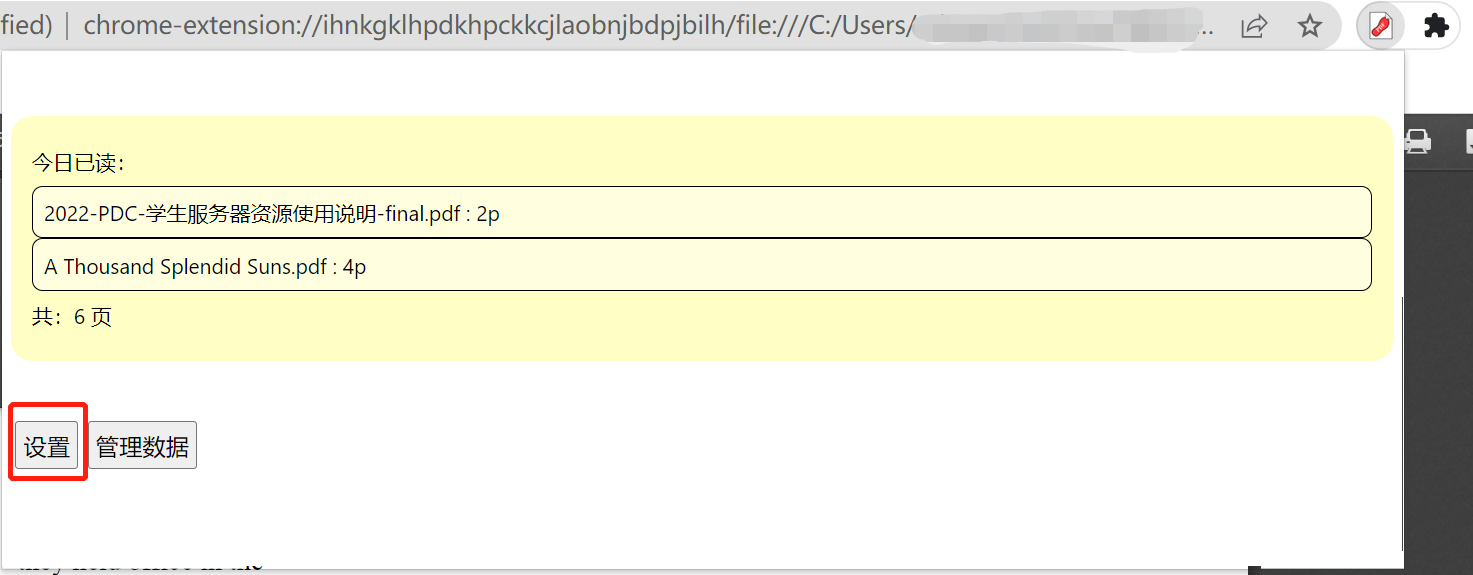 fied) | chrome-extension://ihnkgklhpdkhpckkcjlaobnjbdpjbilh/file:///C:/Users/ ...
今日已读：
2022-PDC-学生服务器资源使用说明-final.pdf : 2p
A Thousand Splendid Suns.pdf : 4p
共：6 页
设置 管理数据